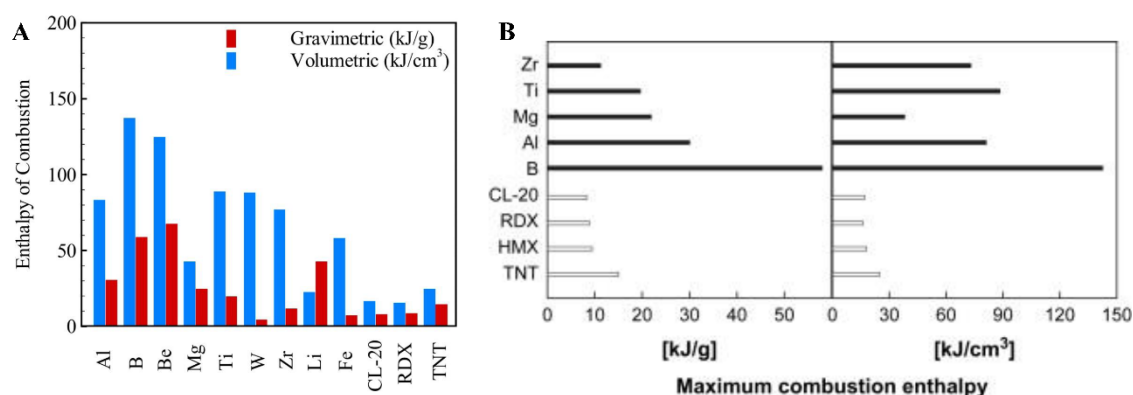 A
200
150
100
50
0
Enthalpy of Combustion
Gravimetric (kJ/g)
Volumetric (kJ/cm³)
Al B Be Mg Ti W Zr Li Fe CL-20 RDX TNT
B
Zr
Ti
Mg
Al
B
CL-20
RDX
HMX
TNT
0 10 20 30 40 50 0 30 60 90 120 150
[kJ/g] [kJ/cm³]
Maximum combustion enthalpy